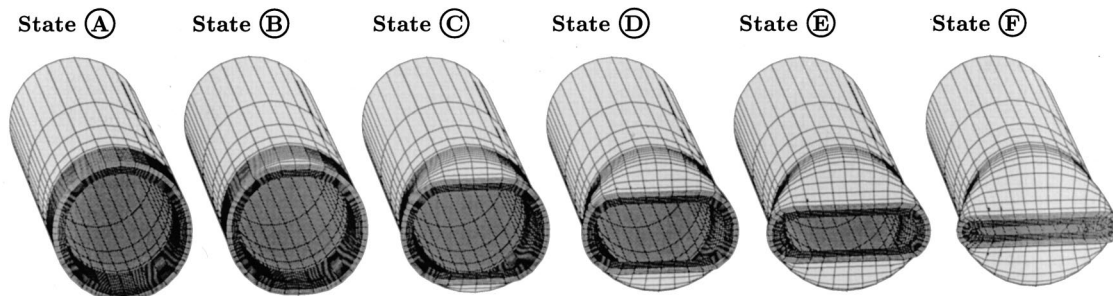 State Ⓐ
State Ⓑ
State Ⓒ
State Ⓓ
State Ⓔ
State Ⓕ